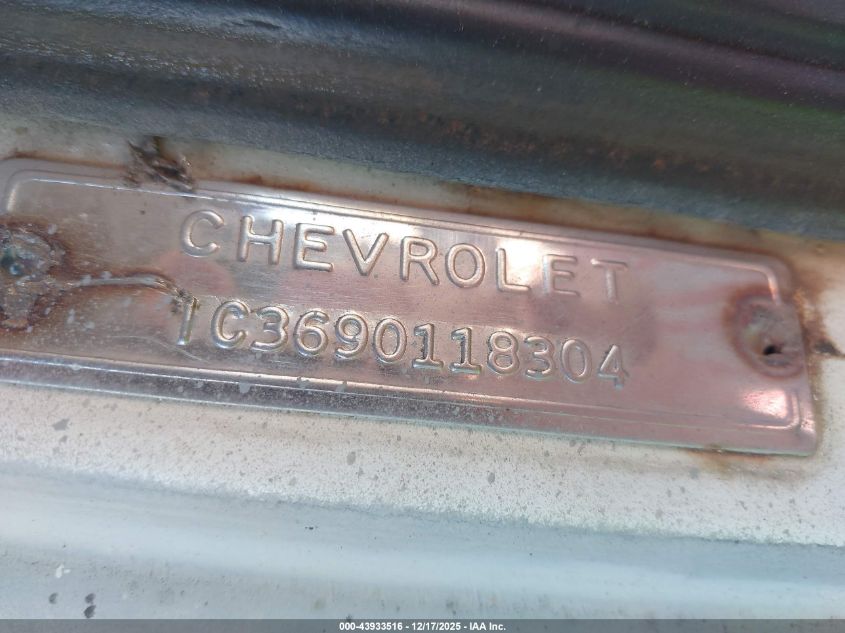 CHEVROLET
1C3690118304
000-43933516 - 12/17/2025 - IAA Inc.